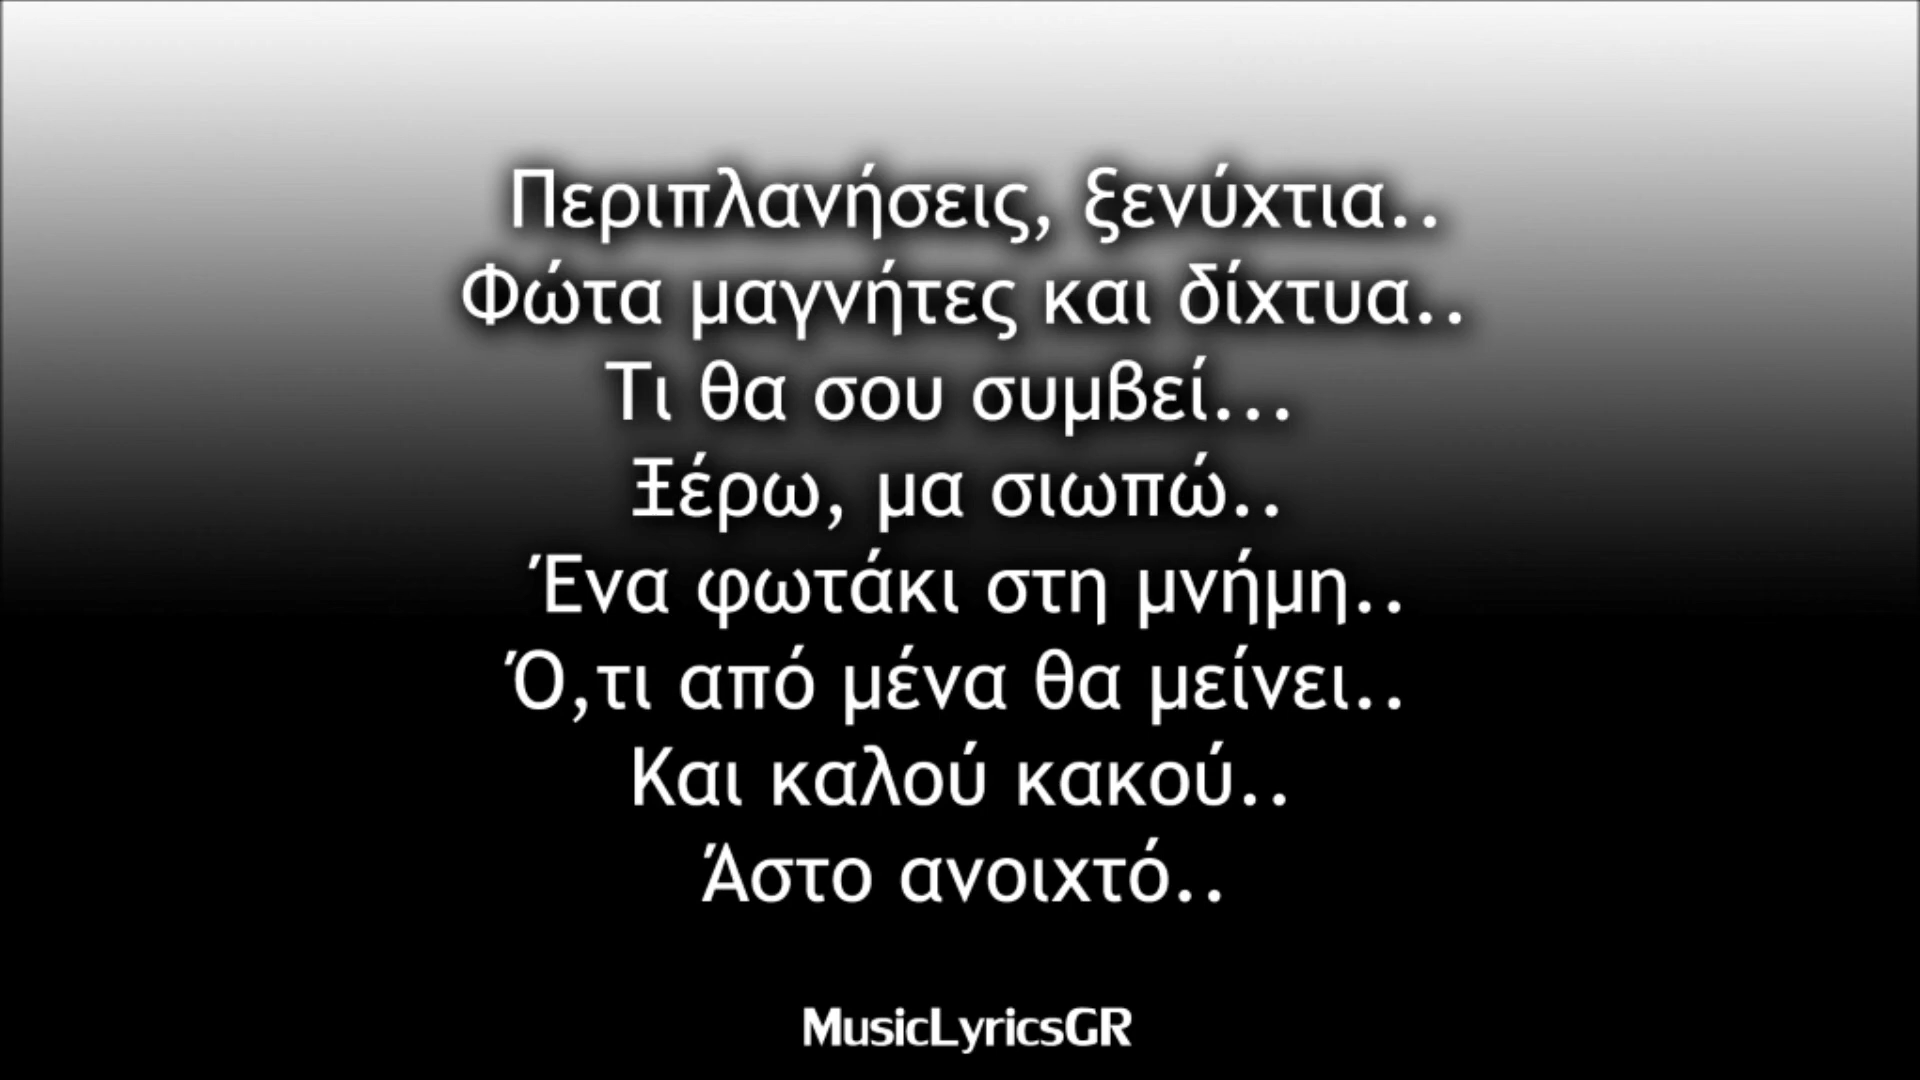 Περιπλανήσεις, ξενύχτια..
Φώτα μαγνήτες και δίχτυα..
Τι θα σου συμβεί...
Ξέρω, μα σιωπώ..
Ένα φωτάκι στη μνήμη..
Ό,τι από μένα θα μείνει..
Και καλού κακού..
Άστο ανοιχτό..
MusicLyricsGR